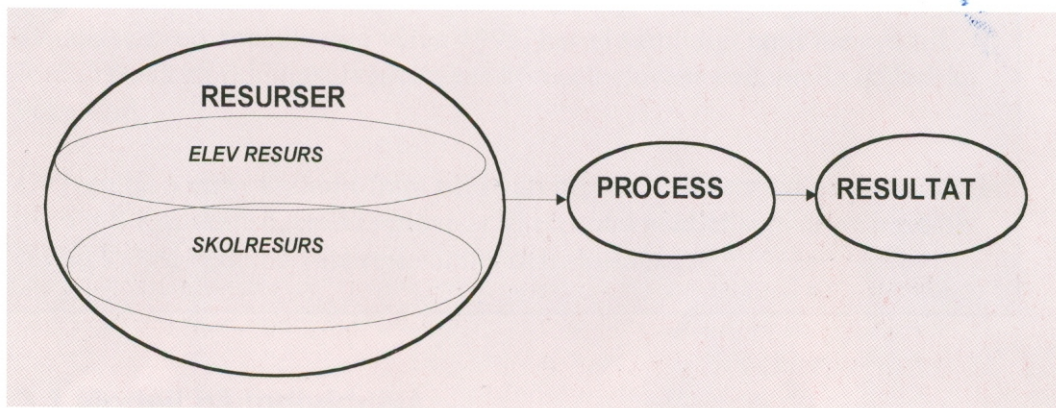 RESURSER
ELEV RESURS
SKOLRESURS
PROCESS
RESULTAT